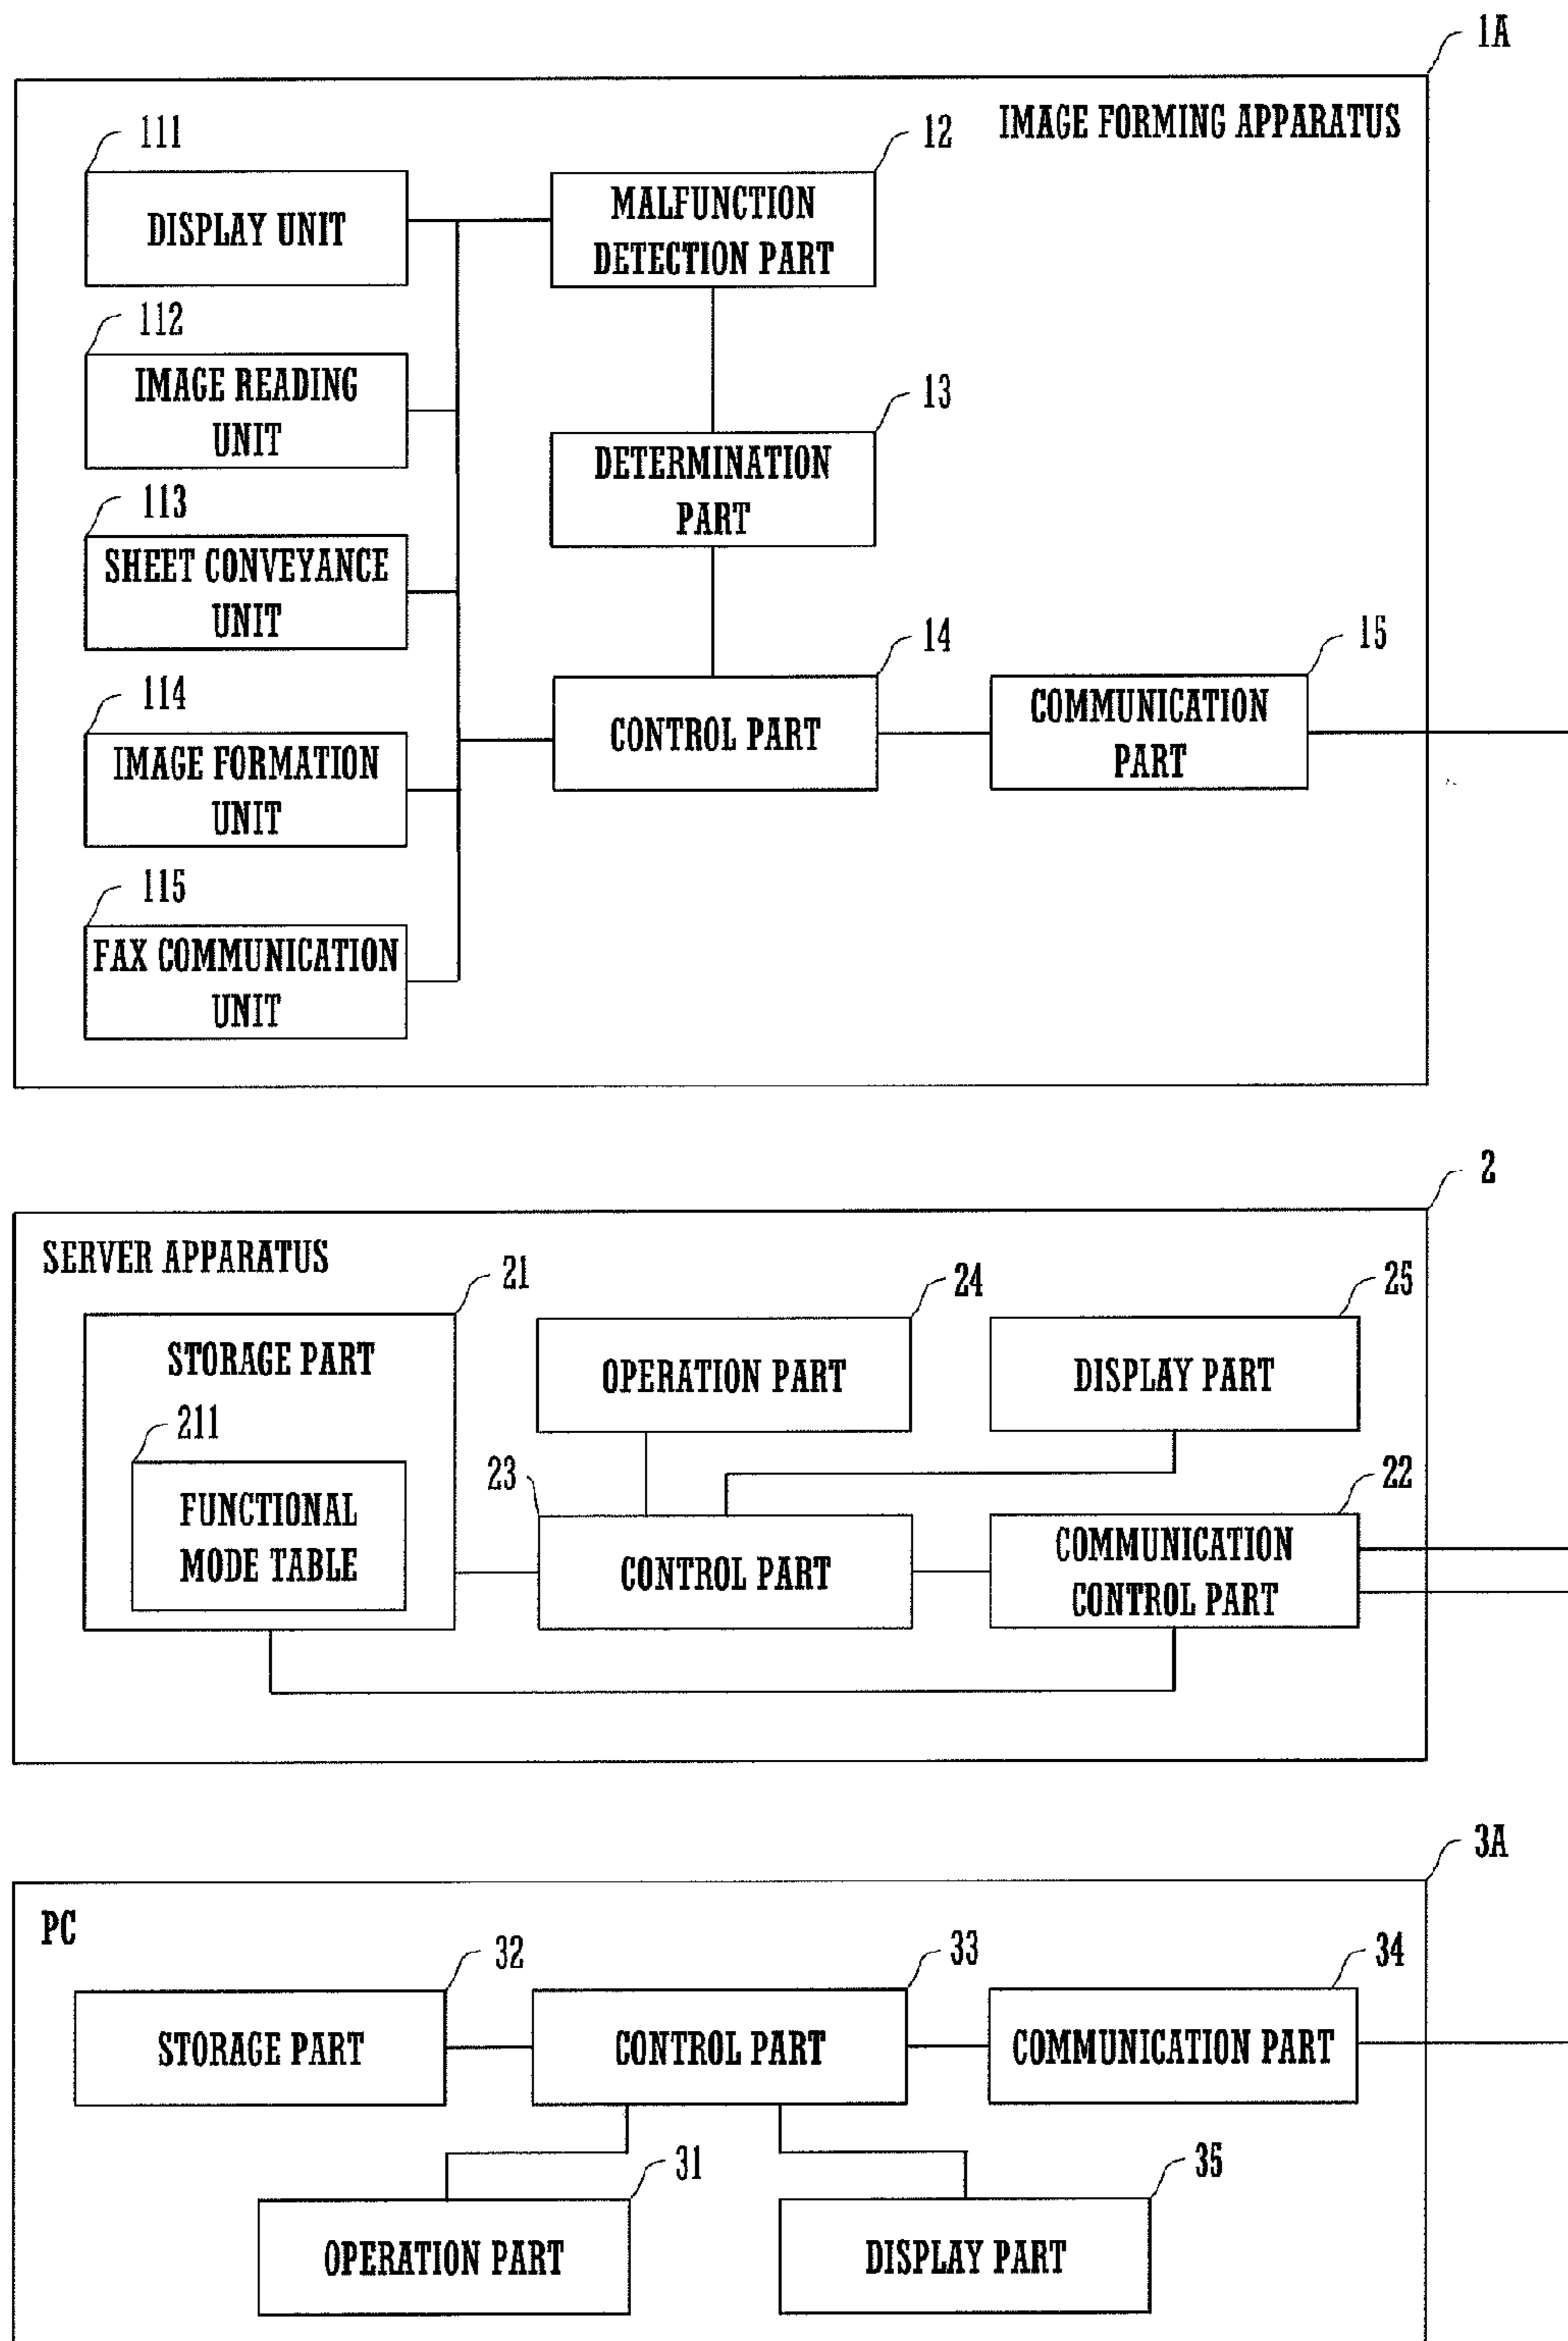 1A
IMAGE FORMING APPARATUS
111
DISPLAY UNIT
12
MALFUNCTION
DETECTION PART
112
IMAGE READING
UNIT
13
DETERMINATION
PART
113
SHEET CONVEYANCE
UNIT
14
CONTROL PART
15
COMMUNICATION
PART
114
IMAGE FORMATION
UNIT
115
FAX COMMUNICATION
UNIT
2
SERVER APPARATUS
21
STORAGE PART
211
FUNCTIONAL
MODE TABLE
24
OPERATION PART
25
DISPLAY PART
23
CONTROL PART
22
COMMUNICATION
CONTROL PART
3A
PC
32
STORAGE PART
33
CONTROL PART
34
COMMUNICATION PART
31
OPERATION PART
35
DISPLAY PART